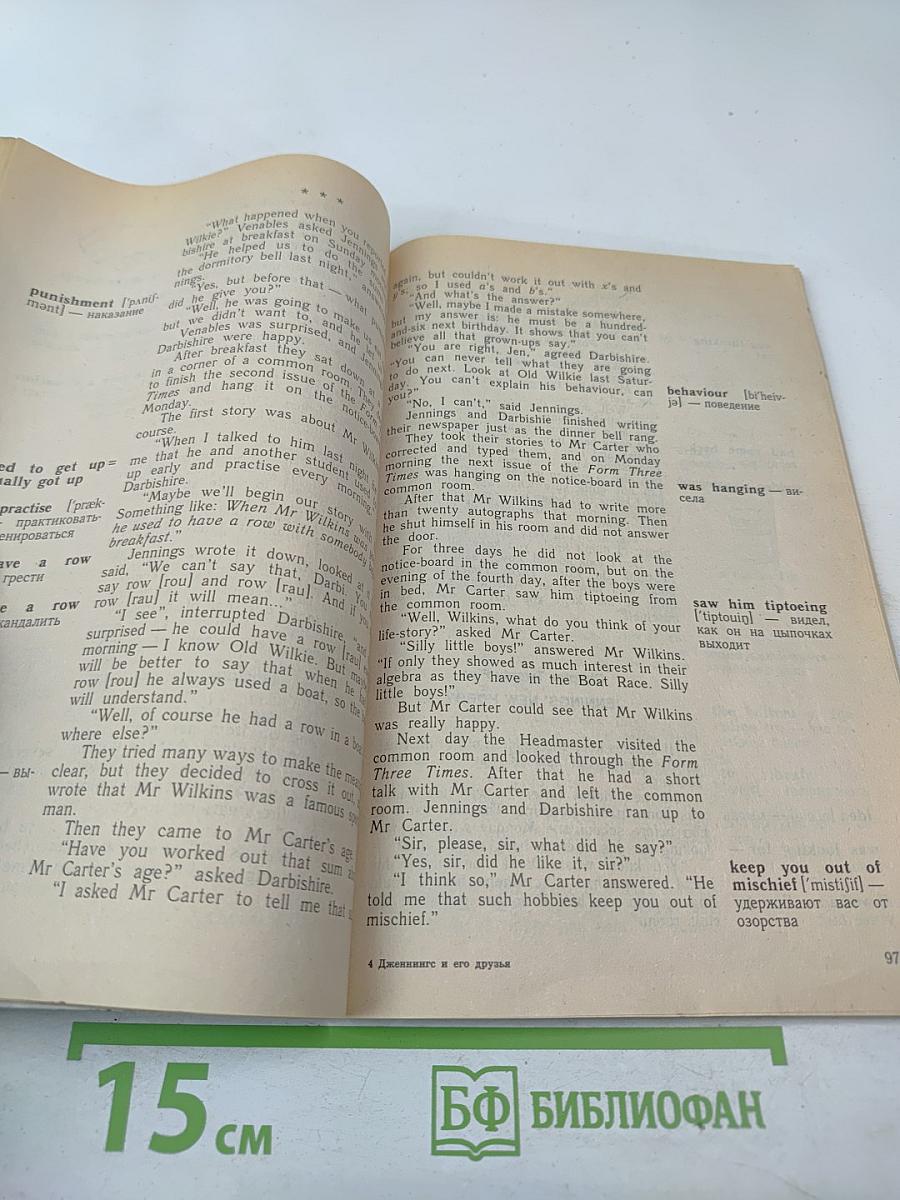 * * *
"What happened when you
Wilkie?" Venables asked Jennings
bishire at breakfast on Sunday
"He helped us to do the
the dormitory bell last night,"
nings.
"Yes, but before that — what
did he give you?"
"Well, he was going to make us
but we didn't want to, and he let
Venables was surprised, and
Darbishire were happy.
After breakfast they sat down at
in a corner of a common room. They
to finish the second issue of the Form
Times and hang it on the notice-board
Monday.
The first story was about Mr
course.
"When I talked to him last night
me that he and another student used
up early and practise every morning,"
Darbishire.
"Maybe we'll begin our story with
Something like: When Mr Wilkins was
he used to have a row with somebody
breakfast."
Jennings wrote it down, looked at
said, "We can't say that, Darbi. You
say row [rou] and row [rau]. And if you
row [rau] it will mean..."
"I see", interrupted Darbishire, "and
surprised — he could have a row [rau]
morning — I know Old Wilkie. But
will be better to say that when he
row [rou] he always used a boat, so the
will understand."
"Well, of course he had a row in a boat,
where else?"
They tried many ways to make the
clear, but they decided to cross it out
wrote that Mr Wilkins was a famous
man.
Then they came to Mr Carter's age.
"Have you worked out that sum
Mr Carter's age?" asked Darbishire.
"I asked Mr Carter to tell me that
punishment ['pʌniʃ-
mənt] — наказание
ed to get up =
ually got up
practise ['præk-
— практиковать-
енироваться
ave a row
грести
e a row
кандалить
— вы-
again, but couldn't work it out with x's and
y's, so I used a's and b's."
"And what's the answer?"
"Well, maybe I made a mistake somewhere,
but my answer is: he must be a hundred-
and-six next birthday. It shows that you can't
believe all that grown-ups say."
"You are right, Jen," agreed Darbishire.
"You can never tell what they are going
to do next. Look at Old Wilkie last Satur-
day. You can't explain his behaviour, can
you?"
"No, I can't," said Jennings.
Jennings and Darbishie finished writing
their newspaper just as the dinner bell rang.
They took their stories to Mr Carter who
corrected and typed them, and on Monday
morning the next issue of the Form Three
Times was hanging on the notice-board in the
common room.
After that Mr Wilkins had to write more
than twenty autographs that morning. Then
he shut himself in his room and did not answer
the door.
For three days he did not look at the
notice-board in the common room, but on the
evening of the fourth day, after the boys were
in bed, Mr Carter saw him tiptoeing from
the common room.
"Well, Wilkins, what do you think of your
life-story?" asked Mr Carter.
"Silly little boys!" answered Mr Wilkins.
"If only they showed as much interest in their
algebra as they have in the Boat Race. Silly
little boys!"
But Mr Carter could see that Mr Wilkins
was really happy.
Next day the Headmaster visited the
common room and looked through the Form
Three Times. After that he had a short
talk with Mr Carter and left the common
room. Jennings and Darbishire ran up to
Mr Carter.
"Sir, please, sir, what did he say?"
"Yes, sir, did he like it, sir?"
"I think so," Mr Carter answered. "He
told me that such hobbies keep you out of
mischief."
behaviour [bi'heiv-
jə] — поведение
was hanging — ви-
села
saw him tiptoeing
['tiptouiŋ] — видел,
как он на цыпочках
выходит
keep you out of
mischief ['mistʃif] —
удерживают вас от
озорства
4 Дженнингс и его друзья
97
15 см
БФ БИБЛИОФАН